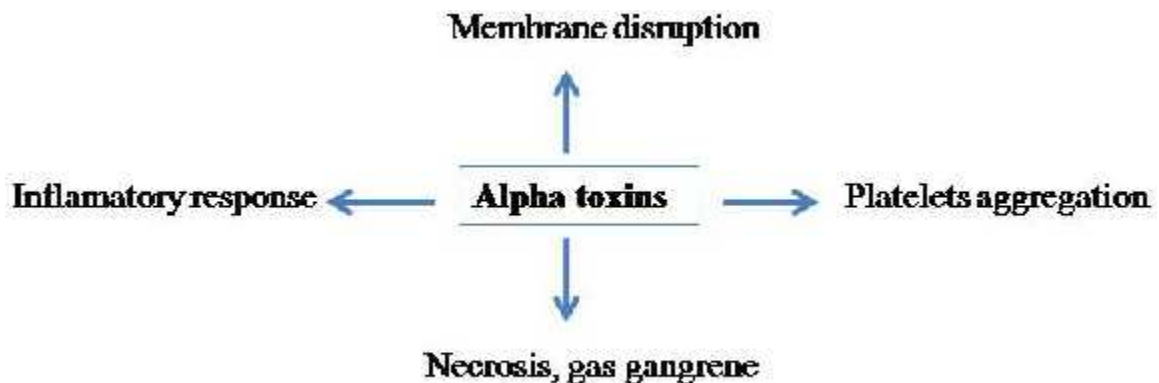 Membrane disruption
Inflamatory response
Alpha toxins
Platelets aggregation
Necrosis, gas gangrene